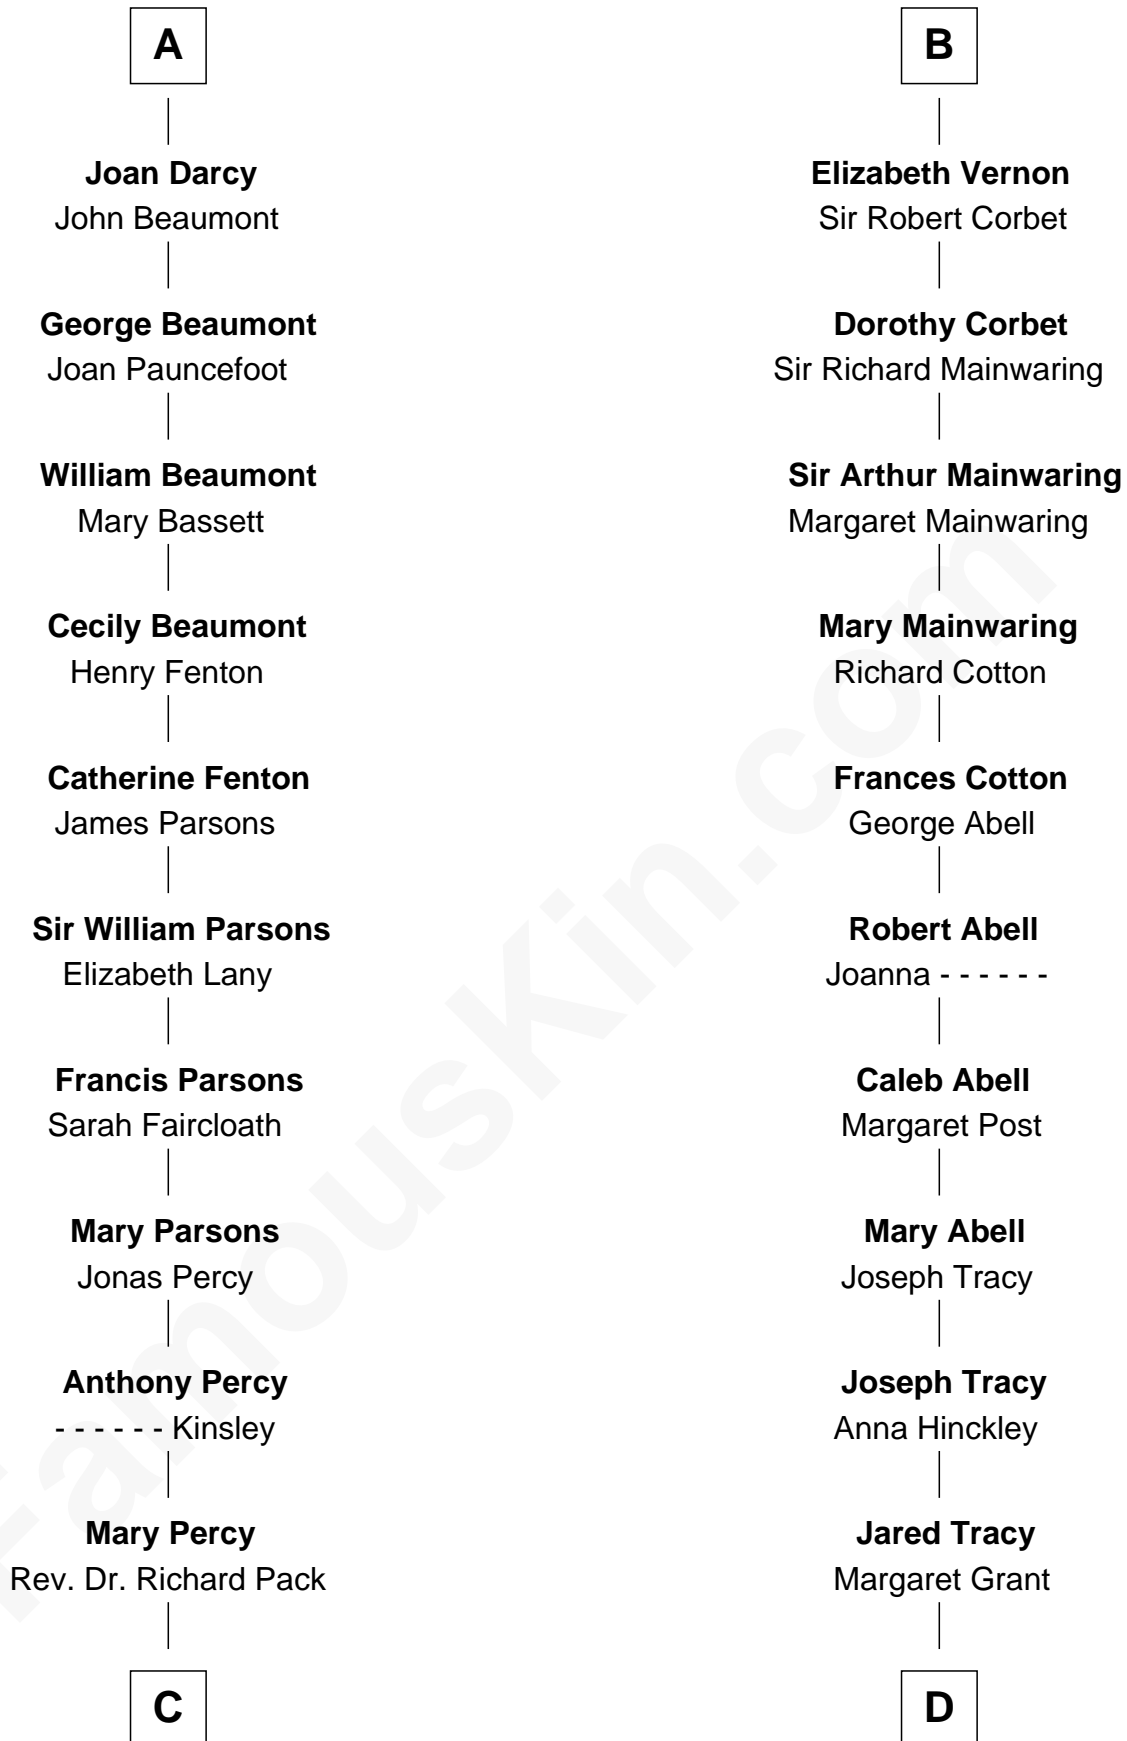 A
Joan Darcy
John Beaumont
George Beaumont
Joan Pauncefoot
William Beaumont
Mary Bassett
Cecily Beaumont
Henry Fenton
Catherine Fenton
James Parsons
Sir William Parsons
Elizabeth Lany
Francis Parsons
Sarah Faircloath
Mary Parsons
Jonas Percy
Anthony Percy
- - - - - - Kinsley
Mary Percy
Rev. Dr. Richard Pack
C
B
Elizabeth Vernon
Sir Robert Corbet
Dorothy Corbet
Sir Richard Mainwaring
Sir Arthur Mainwaring
Margaret Mainwaring
Mary Mainwaring
Richard Cotton
Frances Cotton
George Abell
Robert Abell
Joanna - - - - - -
Caleb Abell
Margaret Post
Mary Abell
Joseph Tracy
Joseph Tracy
Anna Hinckley
Jared Tracy
Margaret Grant
D
FamousKin.com